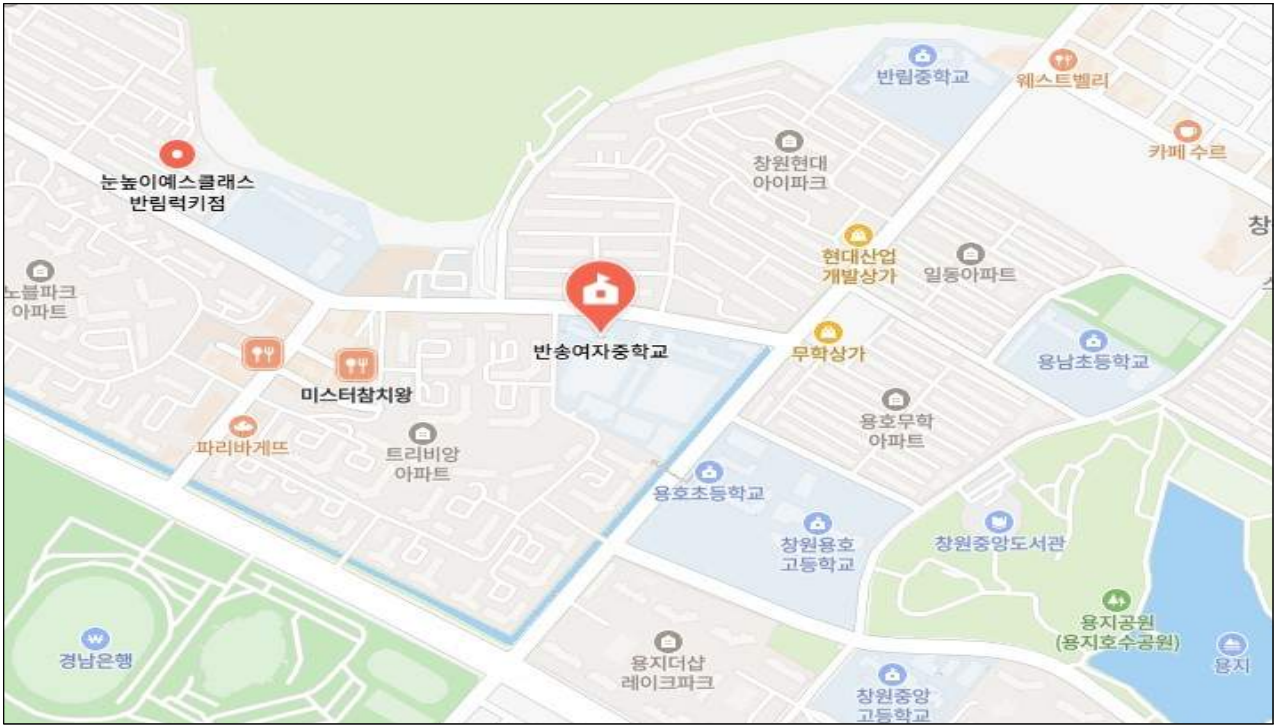 반림중학교
웨스트벨리
카페 수르
창원현대
아이파크
눈높이예스클래스
반림럭키점
창
현대산업
개발상가
일동아파트
노블파크
아파트
반송여자중학교
무학상가
용남초등학교
미스터참치왕
용호무학
아파트
파리바게뜨
트리비앙
아파트
용호초등학교
창원용호
고등학교
창원중앙도서관
용지공원
(용지호수공원)
용지
경남은행
용지더샵
레이크파크
창원중앙
고등학교